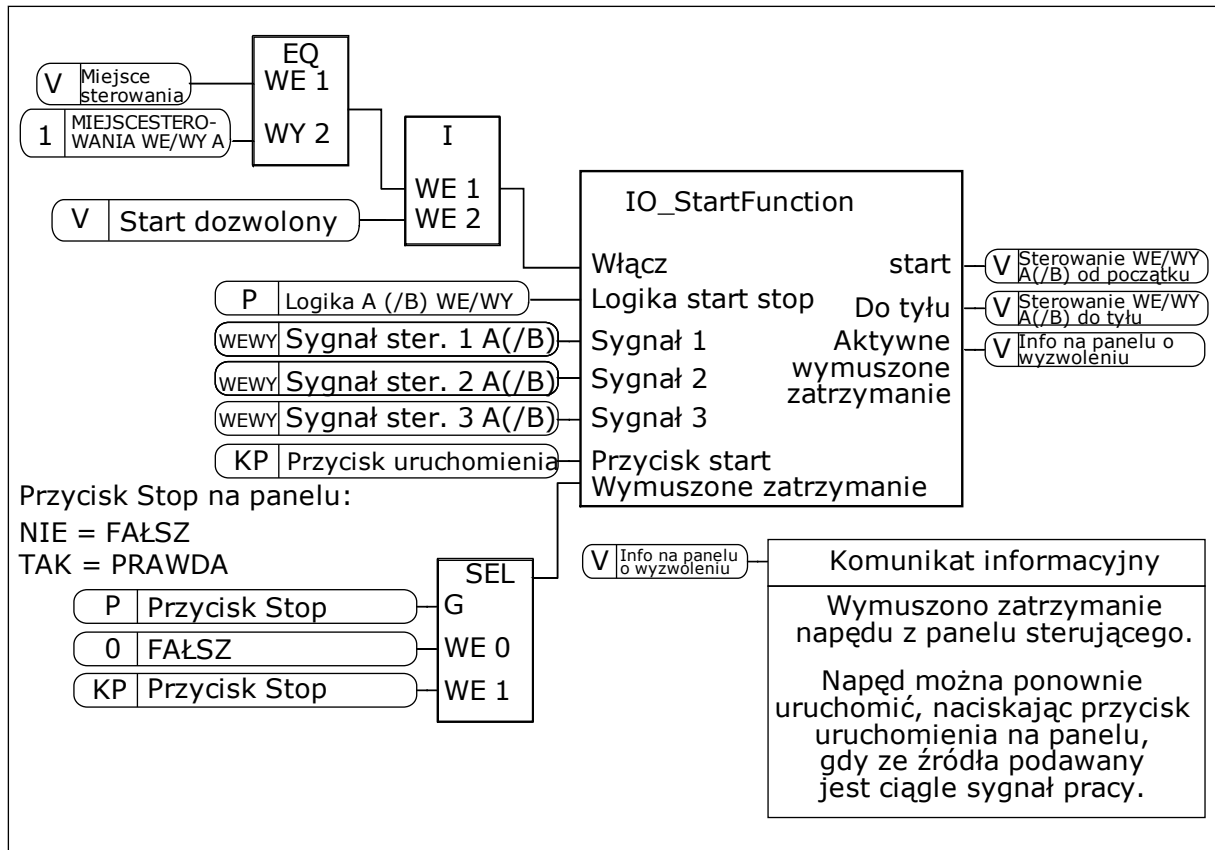 EQ
WE 1
WY 2
V Miejsce
sterowania
1 MIEJSCESTERO-
WANIA WE/WY A
I
WE 1
WE 2
V Start dozwolony
IO_StartFunction
Włącz
Logika start stop
Sygnał 1
Sygnał 2
Sygnał 3
Przycisk start
Wymuszone zatrzymanie
start
Do tyłu
Aktywne
wymuszone
zatrzymanie
V Sterowanie WE/WY
A(/B) od początku
V Sterowanie WE/WY
A(/B) do tyłu
V Info na panelu o
wyzwoleniu
P Logika A (/B) WE/WY
WEWY Sygnał ster. 1 A(/B)
WEWY Sygnał ster. 2 A(/B)
WEWY Sygnał ster. 3 A(/B)
KP Przycisk uruchomienia
Przycisk Stop na panelu:
NIE = FAŁSZ
TAK = PRAWDA
SEL
G
WE 0
WE 1
P Przycisk Stop
0 FAŁSZ
KP Przycisk Stop
V Info na panelu
o wyzwoleniu
Komunikat informacyjny
Wymuszono zatrzymanie
napędu z panelu sterującego.
Napęd można ponownie
uruchomić, naciskając przycisk
uruchomienia na panelu,
gdy ze źródła podawany
jest ciągle sygnał pracy.